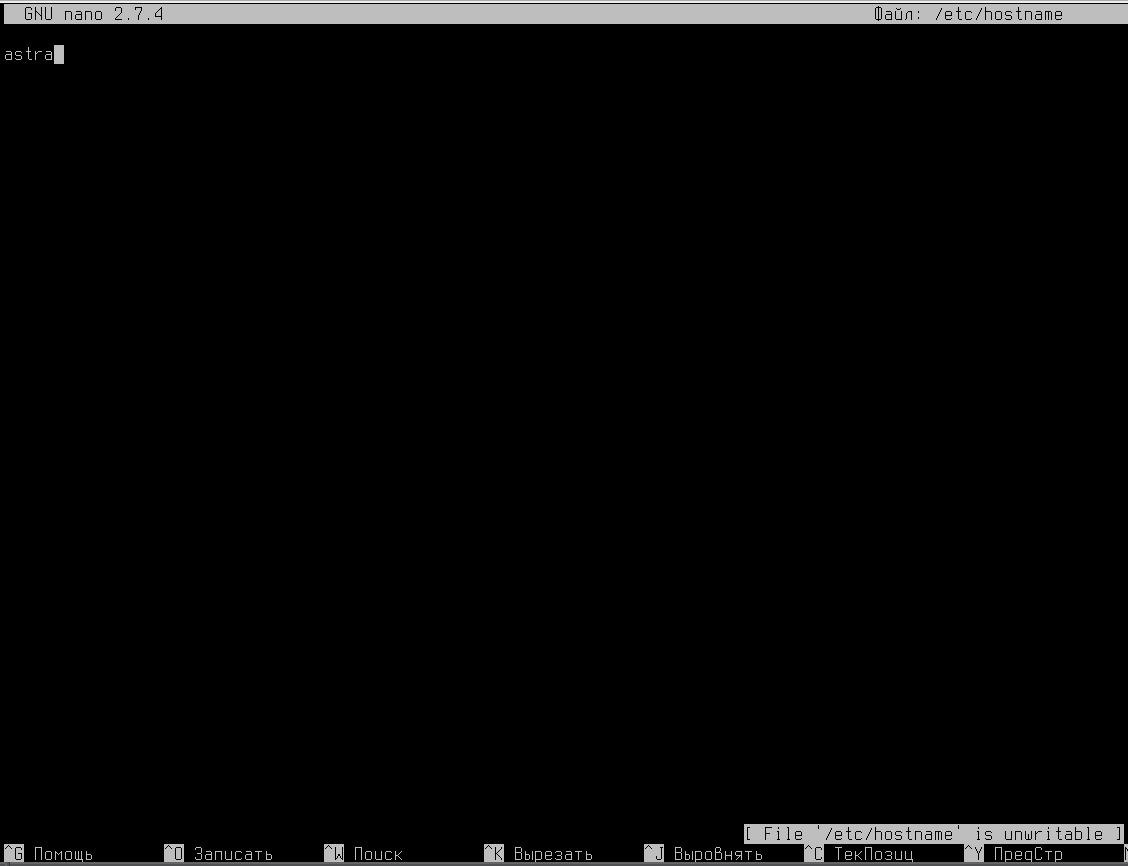 GNU nano 2.7.4 Файл: /etc/hostname
astra
[ File '/etc/hostname' is unwritable ]
^G Помощь ^O Записать ^W Поиск ^K Вырезать ^J Выровнять ^C ТекПозиц ^Y ПредСтр